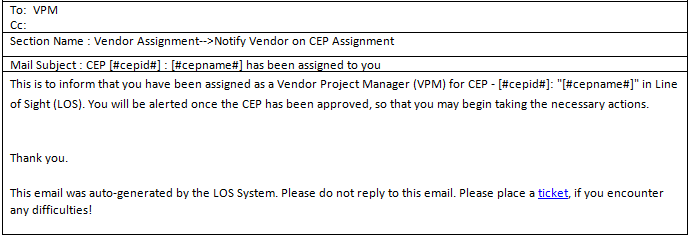 To:  VPM
Cc:
Section Name : Vendor Assignment-->Notify Vendor on CEP Assignment
Mail Subject : CEP [#cepid#] : [#cepname#] has been assigned to you
This is to inform that you have been assigned as a Vendor Project Manager (VPM) for CEP - [#cepid#]: "[#cepname#]" in Line
of Sight (LOS). You will be alerted once the CEP has been approved, so that you may begin taking the necessary actions.
Thank you.
This email was auto-generated by the LOS System. Please do not reply to this email. Please place a ticket, if you encounter
any difficulties!